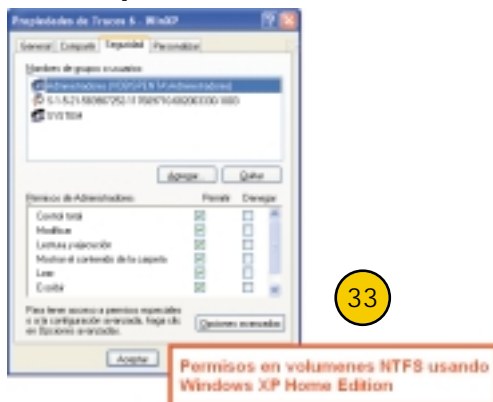 Propiedades de Trucos 6 - WinXP
General Compartir Seguridad Personalizar
Nombres de grupos o usuarios:
Administradores
SYSTEM
Agregar... Quitar
Permisos de Administradores Permitir Denegar
Control total
Modificar
Lectura y ejecución
Mostrar el contenido de la carpeta
Leer
Escribir
Para tener acceso a permisos especiales
o a la configuración avanzada, haga clic
en Opciones avanzadas.
Opciones avanzadas
Aceptar
33
Permisos en volumenes NTFS usando
Windows XP Home Edition